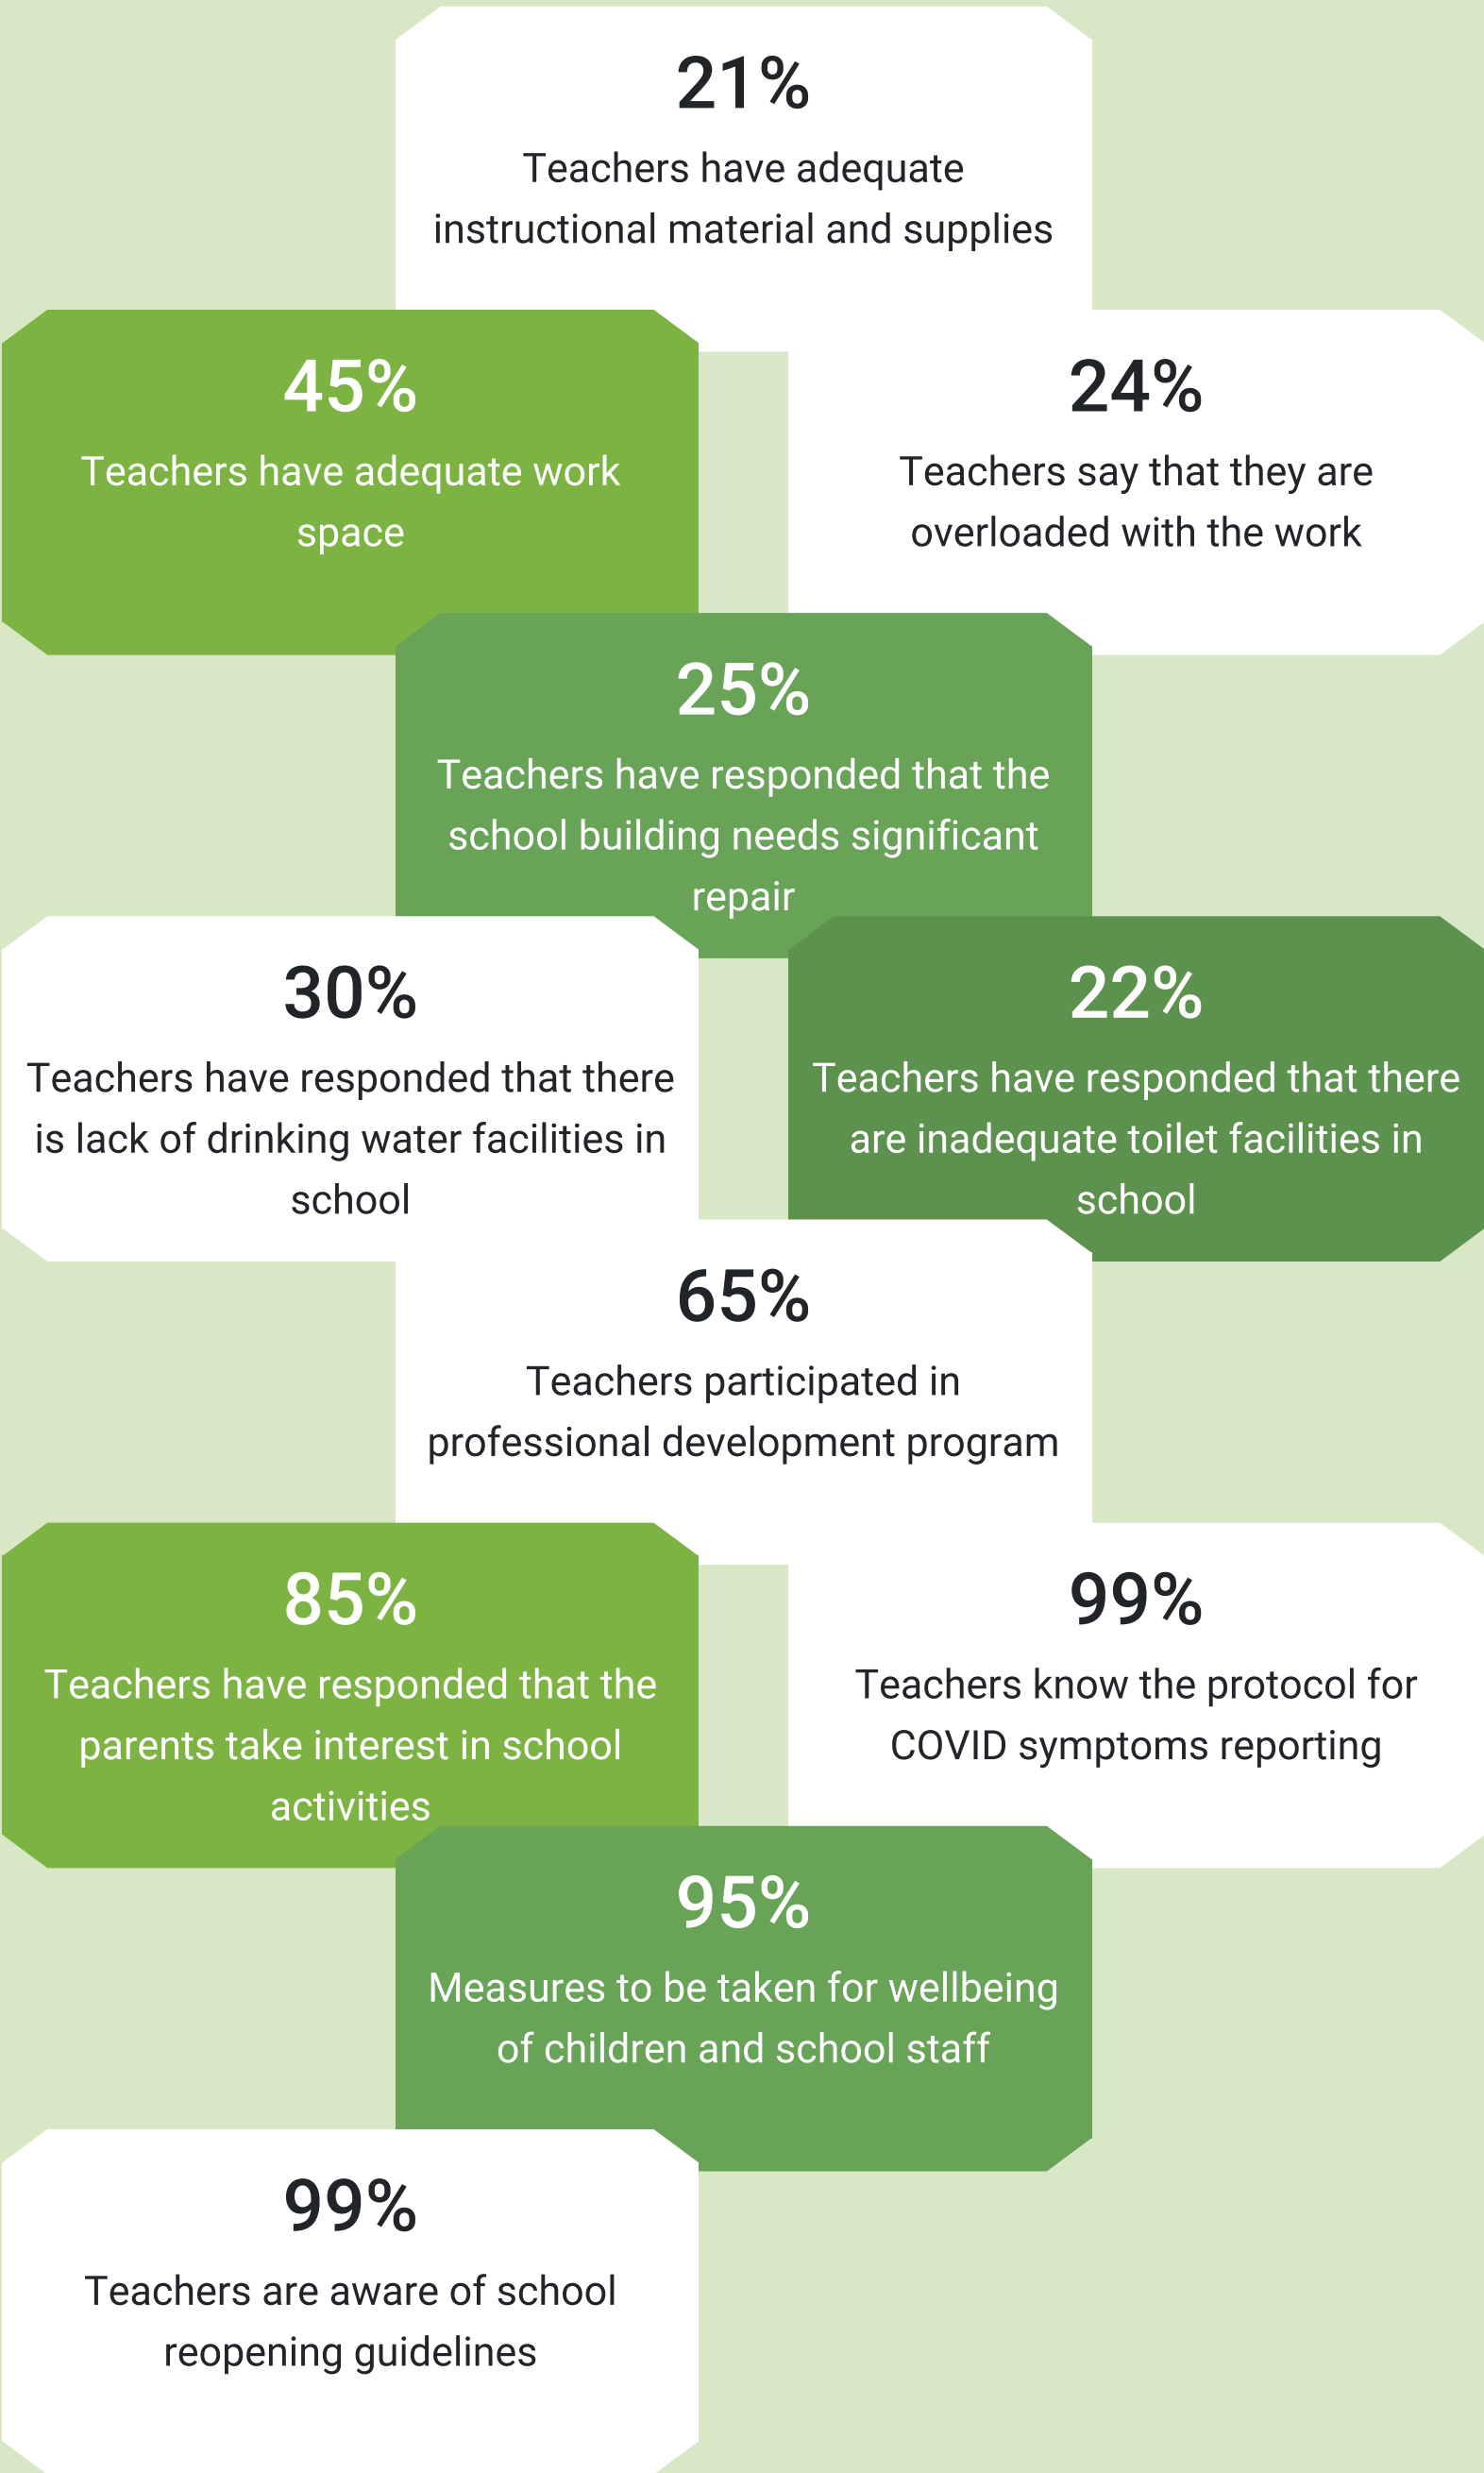 21%
Teachers have adequate
instructional material and supplies
45%
Teachers have adequate work
space
24%
Teachers say that they are
overloaded with the work
25%
Teachers have responded that the
school building needs significant
repair
30%
Teachers have responded that there
is lack of drinking water facilities in
school
22%
Teachers have responded that there
are inadequate toilet facilities in
school
65%
Teachers participated in
professional development program
85%
Teachers have responded that the
parents take interest in school
activities
99%
Teachers know the protocol for
COVID symptoms reporting
95%
Measures to be taken for wellbeing
of children and school staff
99%
Teachers are aware of school
reopening guidelines